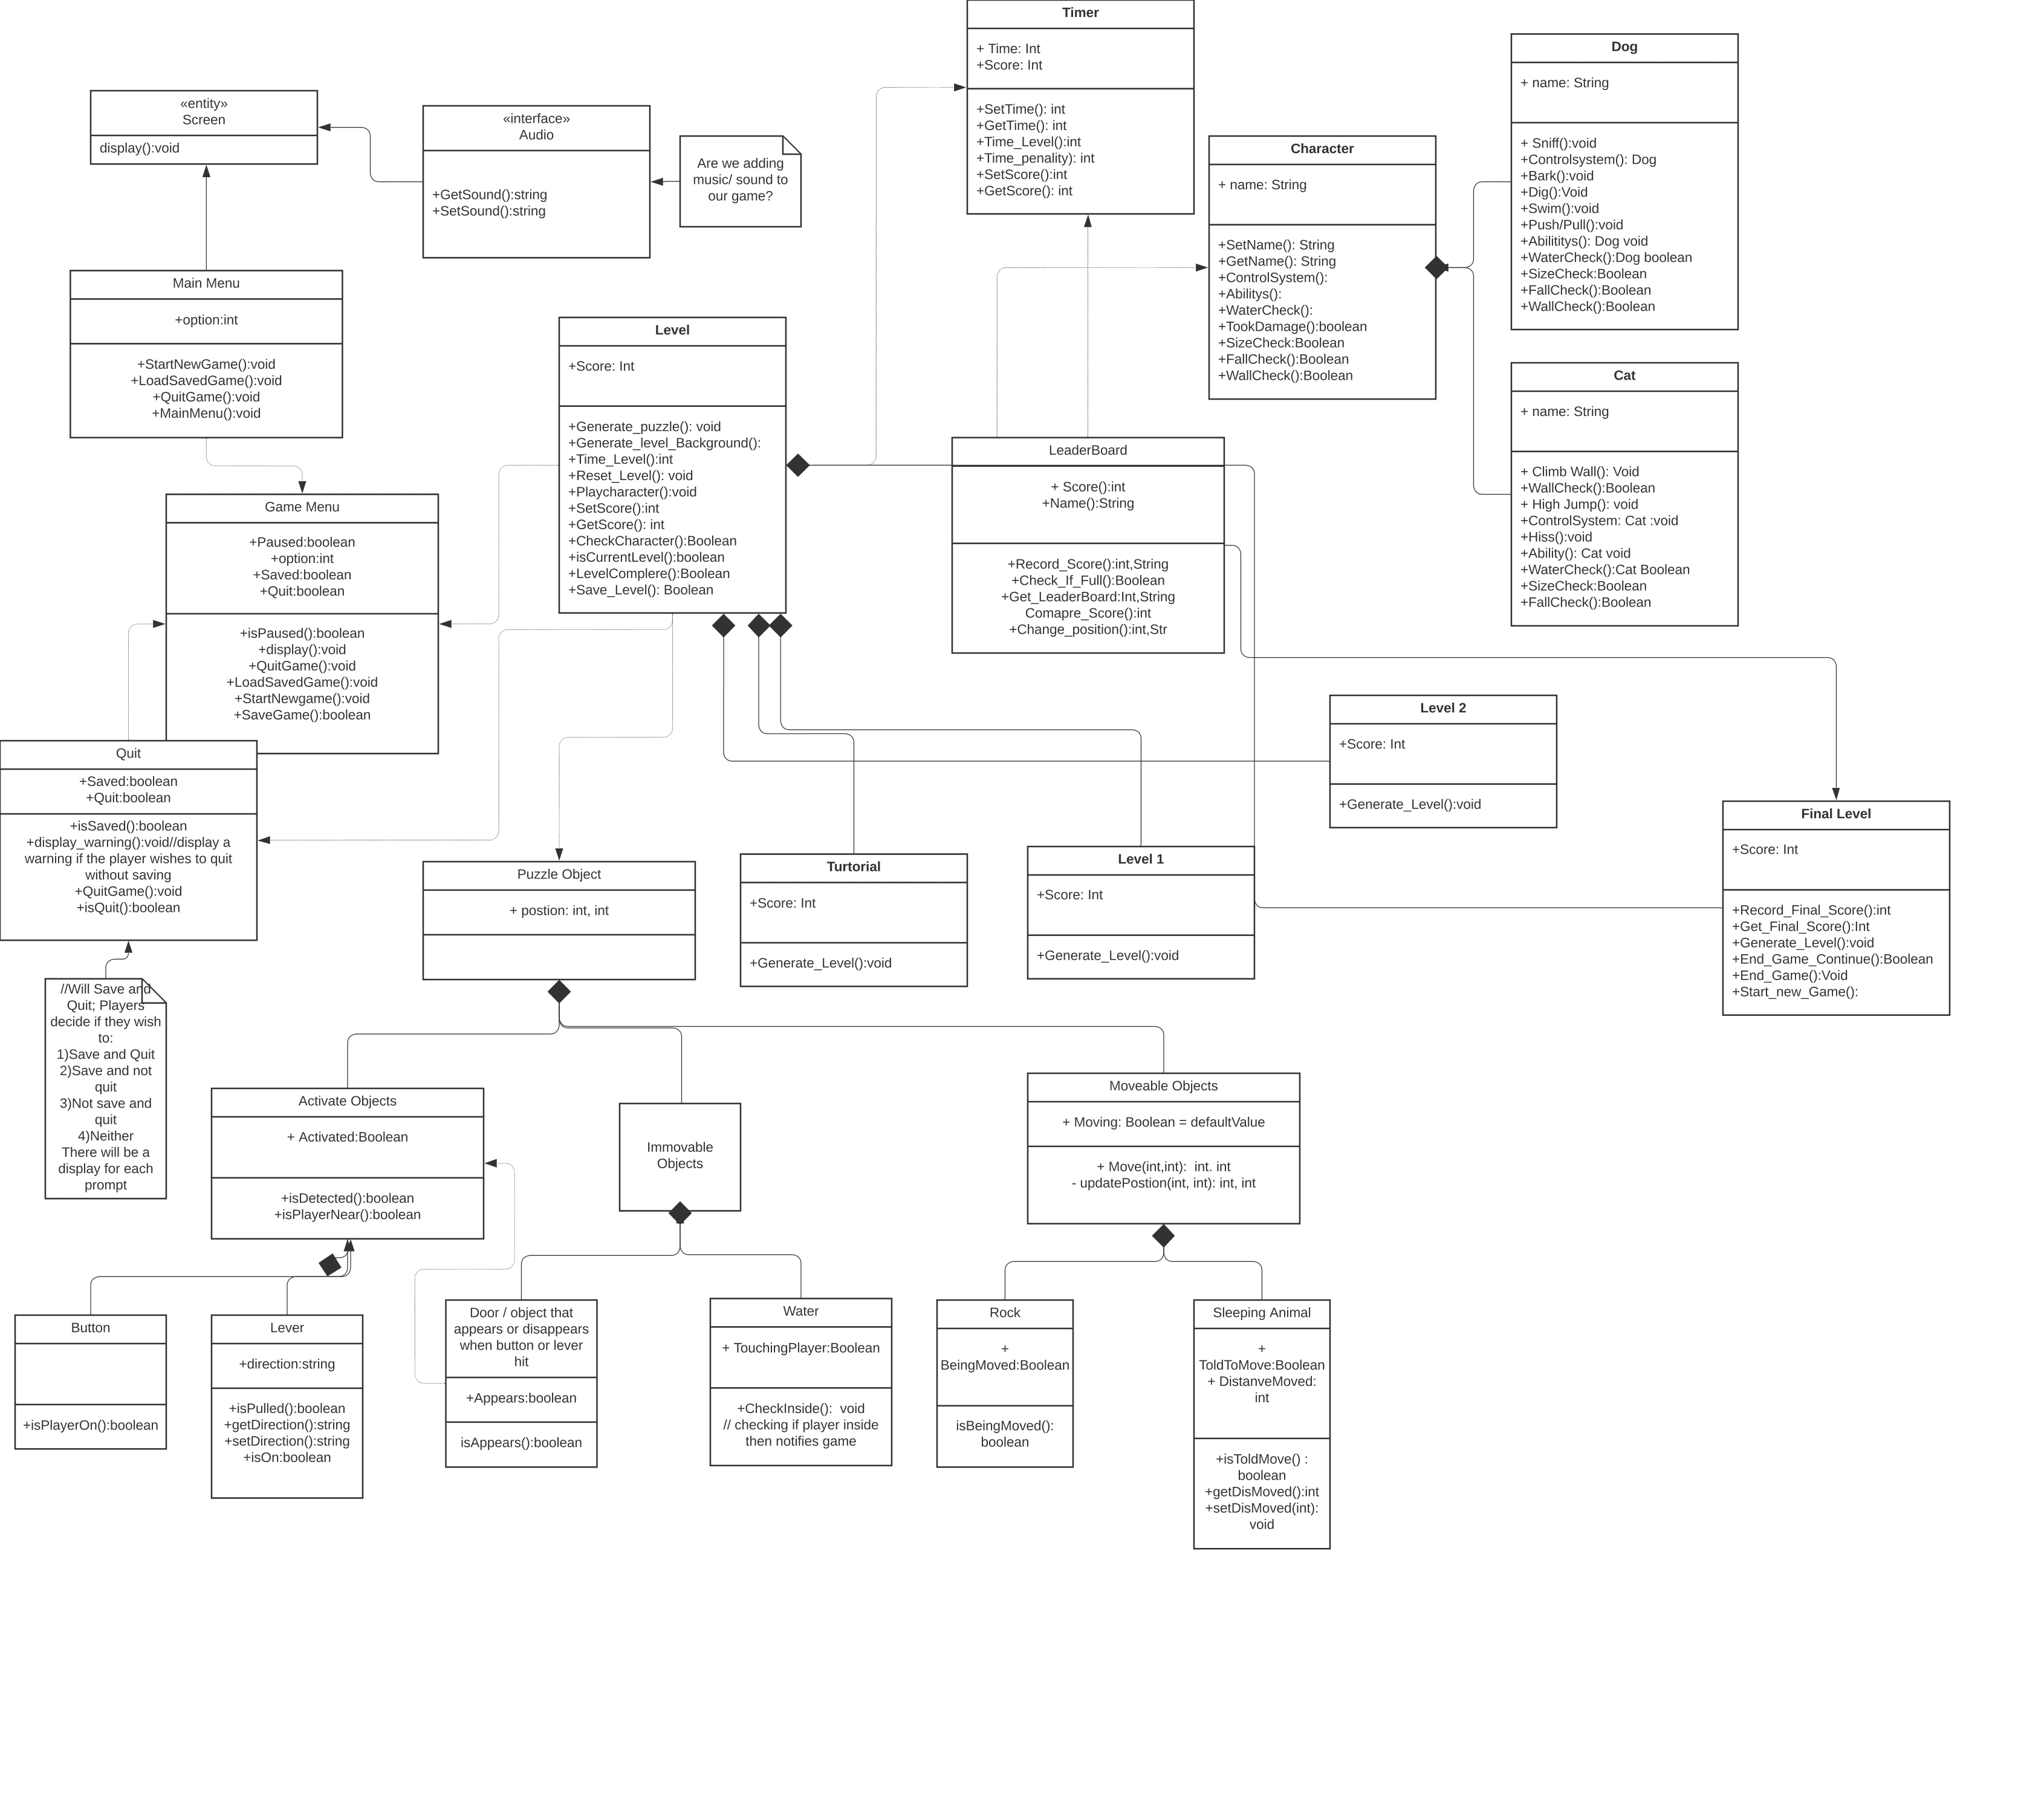 Timer
+ Time: Int
+Score: Int
+SetTime(): int
+GetTime(): int
+Time_Level():int
+Time_penality): int
+SetScore():int
+GetScore(): int
Dog
+ name: String
+ Sniff():void
+Controlsystem(): Dog
+Bark():void
+Dig():Void
+Swim():void
+Push/Pull():void
+Abilititys(): Dog void
+WaterCheck():Dog boolean
+SizeCheck:Boolean
+FallCheck():Boolean
+WallCheck():Boolean
«entity»
Screen
display():void
«interface»
Audio
+GetSound():string
+SetSound():string
Are we adding
music/ sound to
our game?
Character
+ name: String
+SetName(): String
+GetName(): String
+ControlSystem():
+Abilitys():
+WaterCheck():
+TookDamage():boolean
+SizeCheck:Boolean
+FallCheck():Boolean
+WallCheck():Boolean
Main Menu
+option:int
+StartNewGame():void
+LoadSavedGame():void
+QuitGame():void
+MainMenu():void
Level
+Score: Int
+Generate_puzzle(): void
+Generate_level_Background():
+Time_Level():int
+Reset_Level(): void
+Playcharacter():void
+SetScore():int
+GetScore(): int
+CheckCharacter():Boolean
+isCurrentLevel():boolean
+LevelComplere():Boolean
+Save_Level(): Boolean
Cat
+ name: String
+ Climb Wall(): Void
+WallCheck():Boolean
+ High Jump(): void
+ControlSystem: Cat :void
+Hiss():void
+Ability(): Cat void
+WaterCheck():Cat Boolean
+SizeCheck:Boolean
+FallCheck():Boolean
LeaderBoard
+ Score():int
+Name():String
+Record_Score():int,String
+Check_If_Full():Boolean
+Get_LeaderBoard:Int,String
Comapre_Score():int
+Change_position():int,Str
Game Menu
+Paused:boolean
+option:int
+Saved:boolean
+Quit:boolean
+isPaused():boolean
+display():void
+QuitGame():void
+LoadSavedGame():void
+StartNewgame():void
+SaveGame():boolean
Level 2
+Score: Int
+Generate_Level():void
Quit
+Saved:boolean
+Quit:boolean
+isSaved():boolean
+display_warning():void//display a
warning if the player wishes to quit
without saving
+QuitGame():void
+isQuit():boolean
Final Level
+Score: Int
+Record_Final_Score():int
+Get_Final_Score():Int
+Generate_Level():void
+End_Game_Continue():Boolean
+End_Game():Void
+Start_new_Game():
Puzzle Object
+ postion: int, int
Turtorial
+Score: Int
+Generate_Level():void
Level 1
+Score: Int
+Generate_Level():void
//Will Save and
Quit; Players
decide if they wish
to:
1)Save and Quit
2)Save and not
quit
3)Not save and
quit
4)Neither
There will be a
display for each
prompt
Activate Objects
+ Activated:Boolean
+isDetected():boolean
+isPlayerNear():boolean
Immovable
Objects
Moveable Objects
+ Moving: Boolean = defaultValue
+ Move(int,int):  int. int
- updatePostion(int, int): int, int
Button
+isPlayerOn():boolean
Lever
+direction:string
+isPulled():boolean
+getDirection():string
+setDirection():string
+isOn:boolean
Door / object that
appears or disappears
when button or lever
hit
+Appears:boolean
isAppears():boolean
Water
+ TouchingPlayer:Boolean
+CheckInside():  void
// checking if player inside
then notifies game
Rock
+
BeingMoved:Boolean
isBeingMoved():
boolean
Sleeping Animal
+
ToldToMove:Boolean
+ DistanveMoved:
int
+isToldMove() :
boolean
+getDisMoved():int
+setDisMoved(int):
void